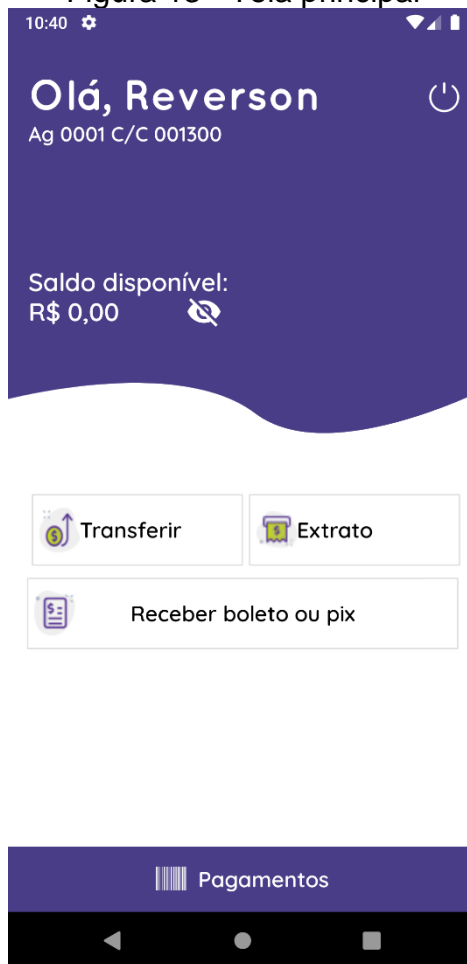 10:40
Olá, Reverson
Ag 0001 C/C 001300
Saldo disponível:
R$ 0,00
Transferir
Extrato
Receber boleto ou pix
Pagamentos